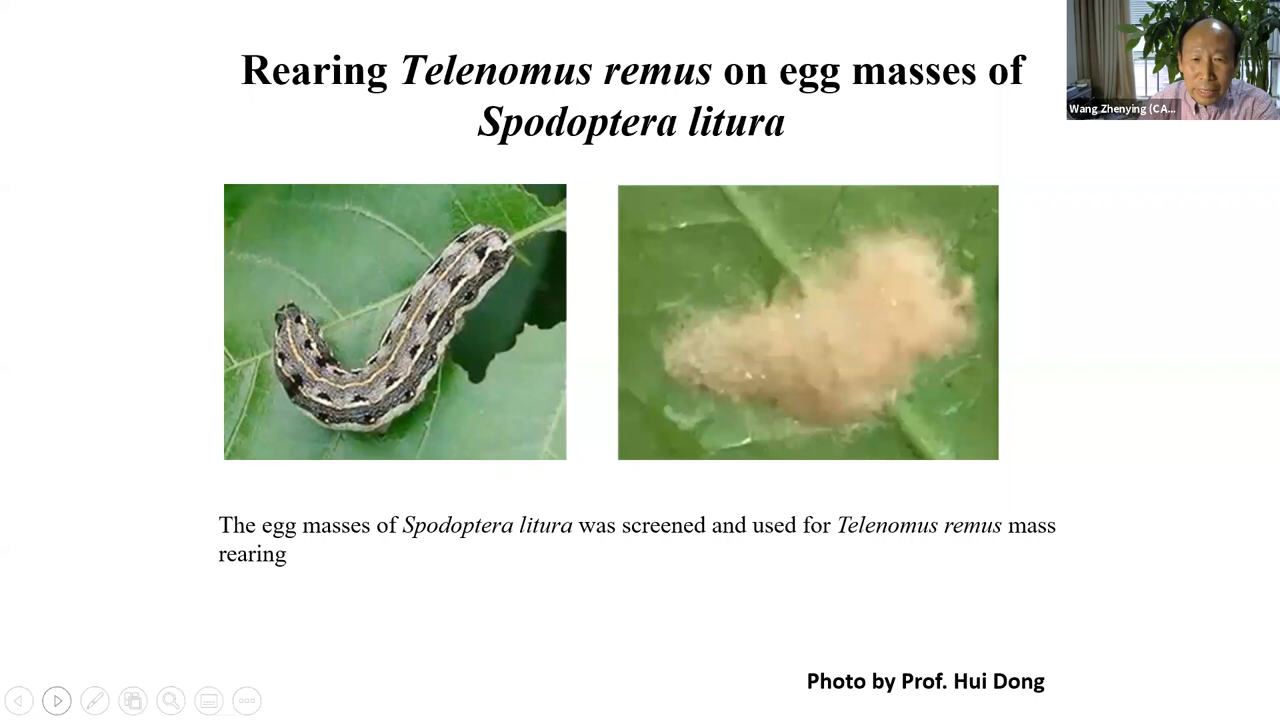 Rearing Telenomus remus on egg masses of
Spodoptera litura
Wang Zhenying (CA...
The egg masses of Spodoptera litura was screened and used for Telenomus remus mass
rearing
Photo by Prof. Hui Dong